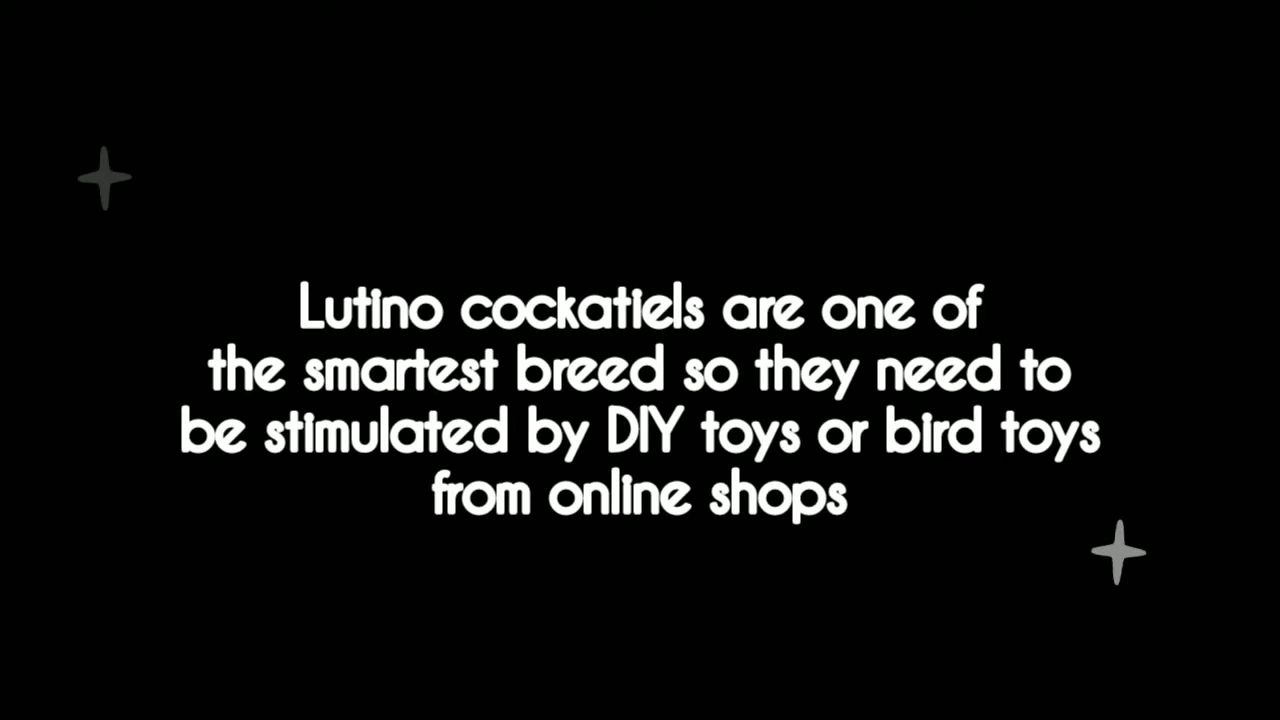 Lutino cockatiels are one of
the smartest breed so they need to
be stimulated by DIY toys or bird toys
from online shops